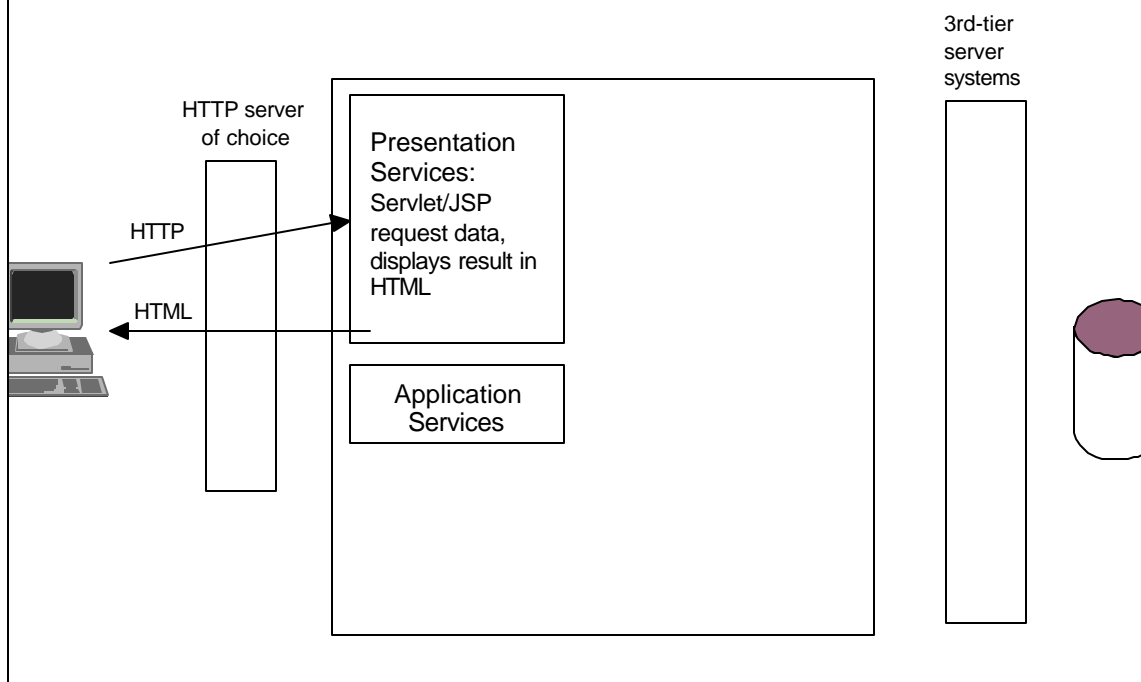 3rd-tier
server
systems
HTTP server
of choice
Presentation
Services:
Servlet/JSP
request data,
displays result in
HTML
HTTP
HTML
Application
Services